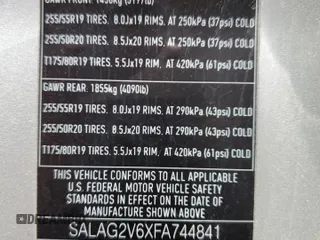 GAWR FRONT: 1450kg (3197lb)
255/55R19 TIRES. 8.0Jx19 RIMS. AT 250kPa (37psi) COLD
255/50R20 TIRES. 8.5Jx20 RIMS. AT 250kPa (37psi) COLD
T175/80R19 TIRES. 5.5Jx19 RIM. AT 420kPa (61psi) COLD
GAWR REAR: 1855kg (4090lb)
255/55R19 TIRES. 8.0Jx19 RIMS. AT 290kPa (43psi) COLD
255/50R20 TIRES. 8.5Jx20 RIMS. AT 290kPa (43psi) COLD
T175/80R19 TIRES. 5.5Jx19 RIM. AT 420kPa (61psi) COLD
THIS VEHICLE CONFORMS TO ALL APPLICABLE
U.S. FEDERAL MOTOR VEHICLE SAFETY
STANDARDS IN EFFECT ON THE DATE OF
MANUFACTURE SHOWN ABOVE
SALAG2V6XFA744841